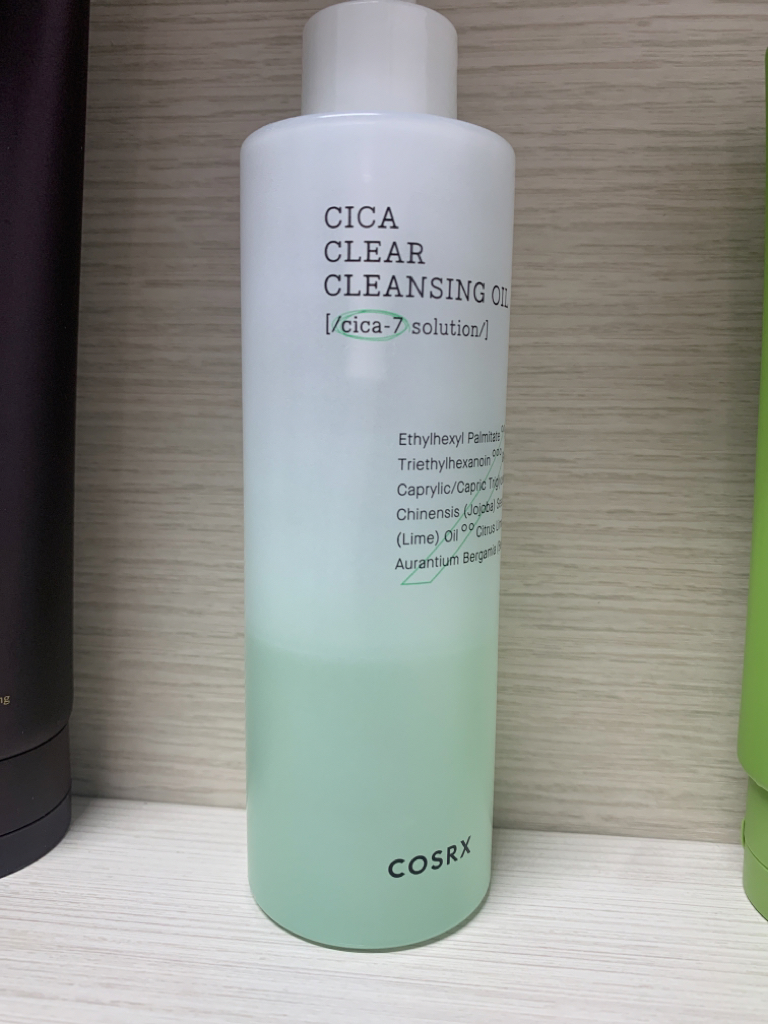 CICA
CLEAR
CLEANSING OIL
[/cica-7 solution/]
Ethylhexyl Palmitate
Triethylhexanoin °°°
Caprylic/Capric
Chinensis (Jojoba)
(Lime) Oil °° Citrus
Aurantium Bergamia
COSRX